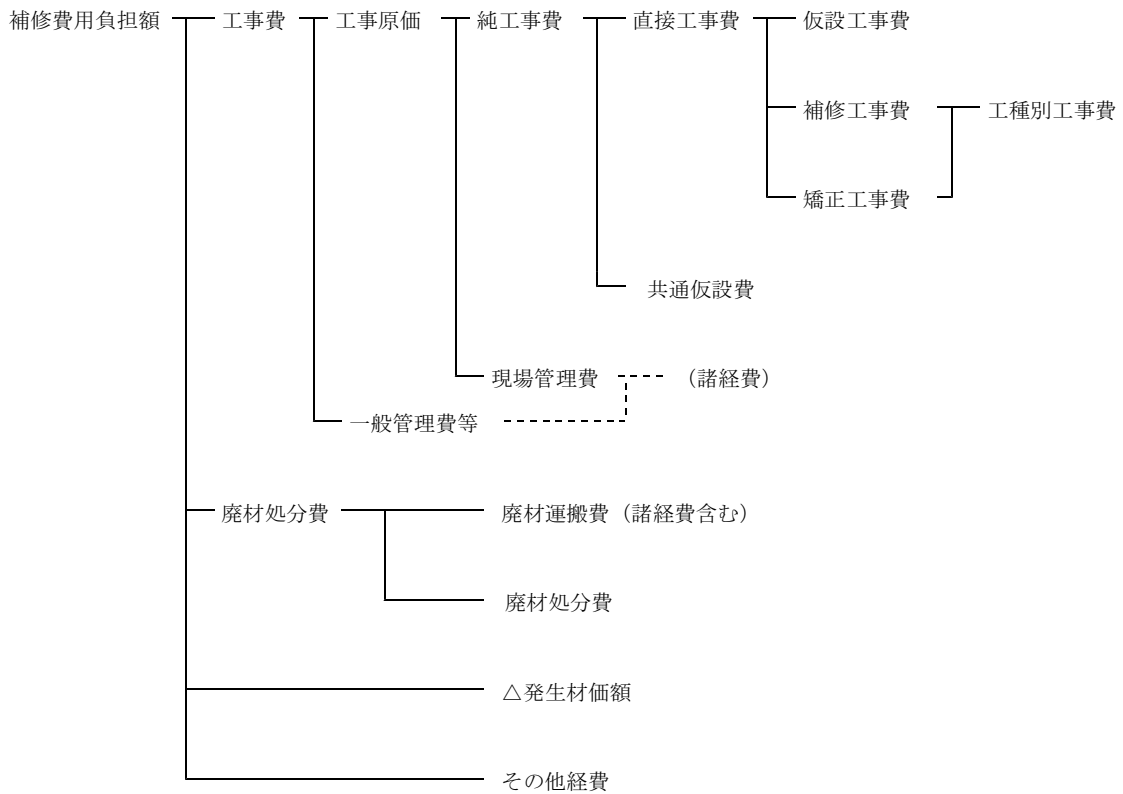 補修費用負担額 工事費 工事原価 純工事費 直接工事費 仮設工事費
補修工事費 工種別工事費
矯正工事費
共通仮設費
現場管理費 (諸経費)
一般管理費等
廃材処分費 廃材運搬費(諸経費含む)
廃材処分費
△発生材価額
その他経費